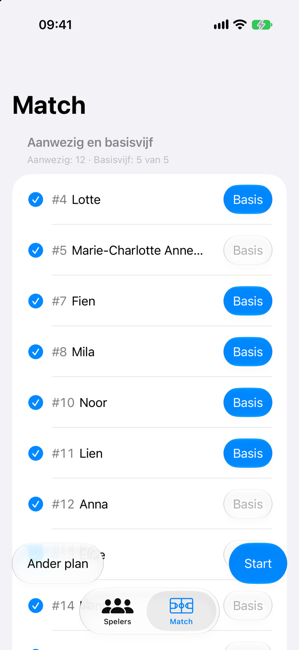 09:41
Match
Aanwezig en basisvijf
Aanwezig: 12 · Basisvijf: 5 van 5
#4 Lotte Basis
#5 Marie-Charlotte Anne... Basis
#7 Fien Basis
#8 Mila Basis
#10 Noor Basis
#11 Lien Basis
#12 Anna Basis
Ander plan Start
#14 Basis
Spelers Match